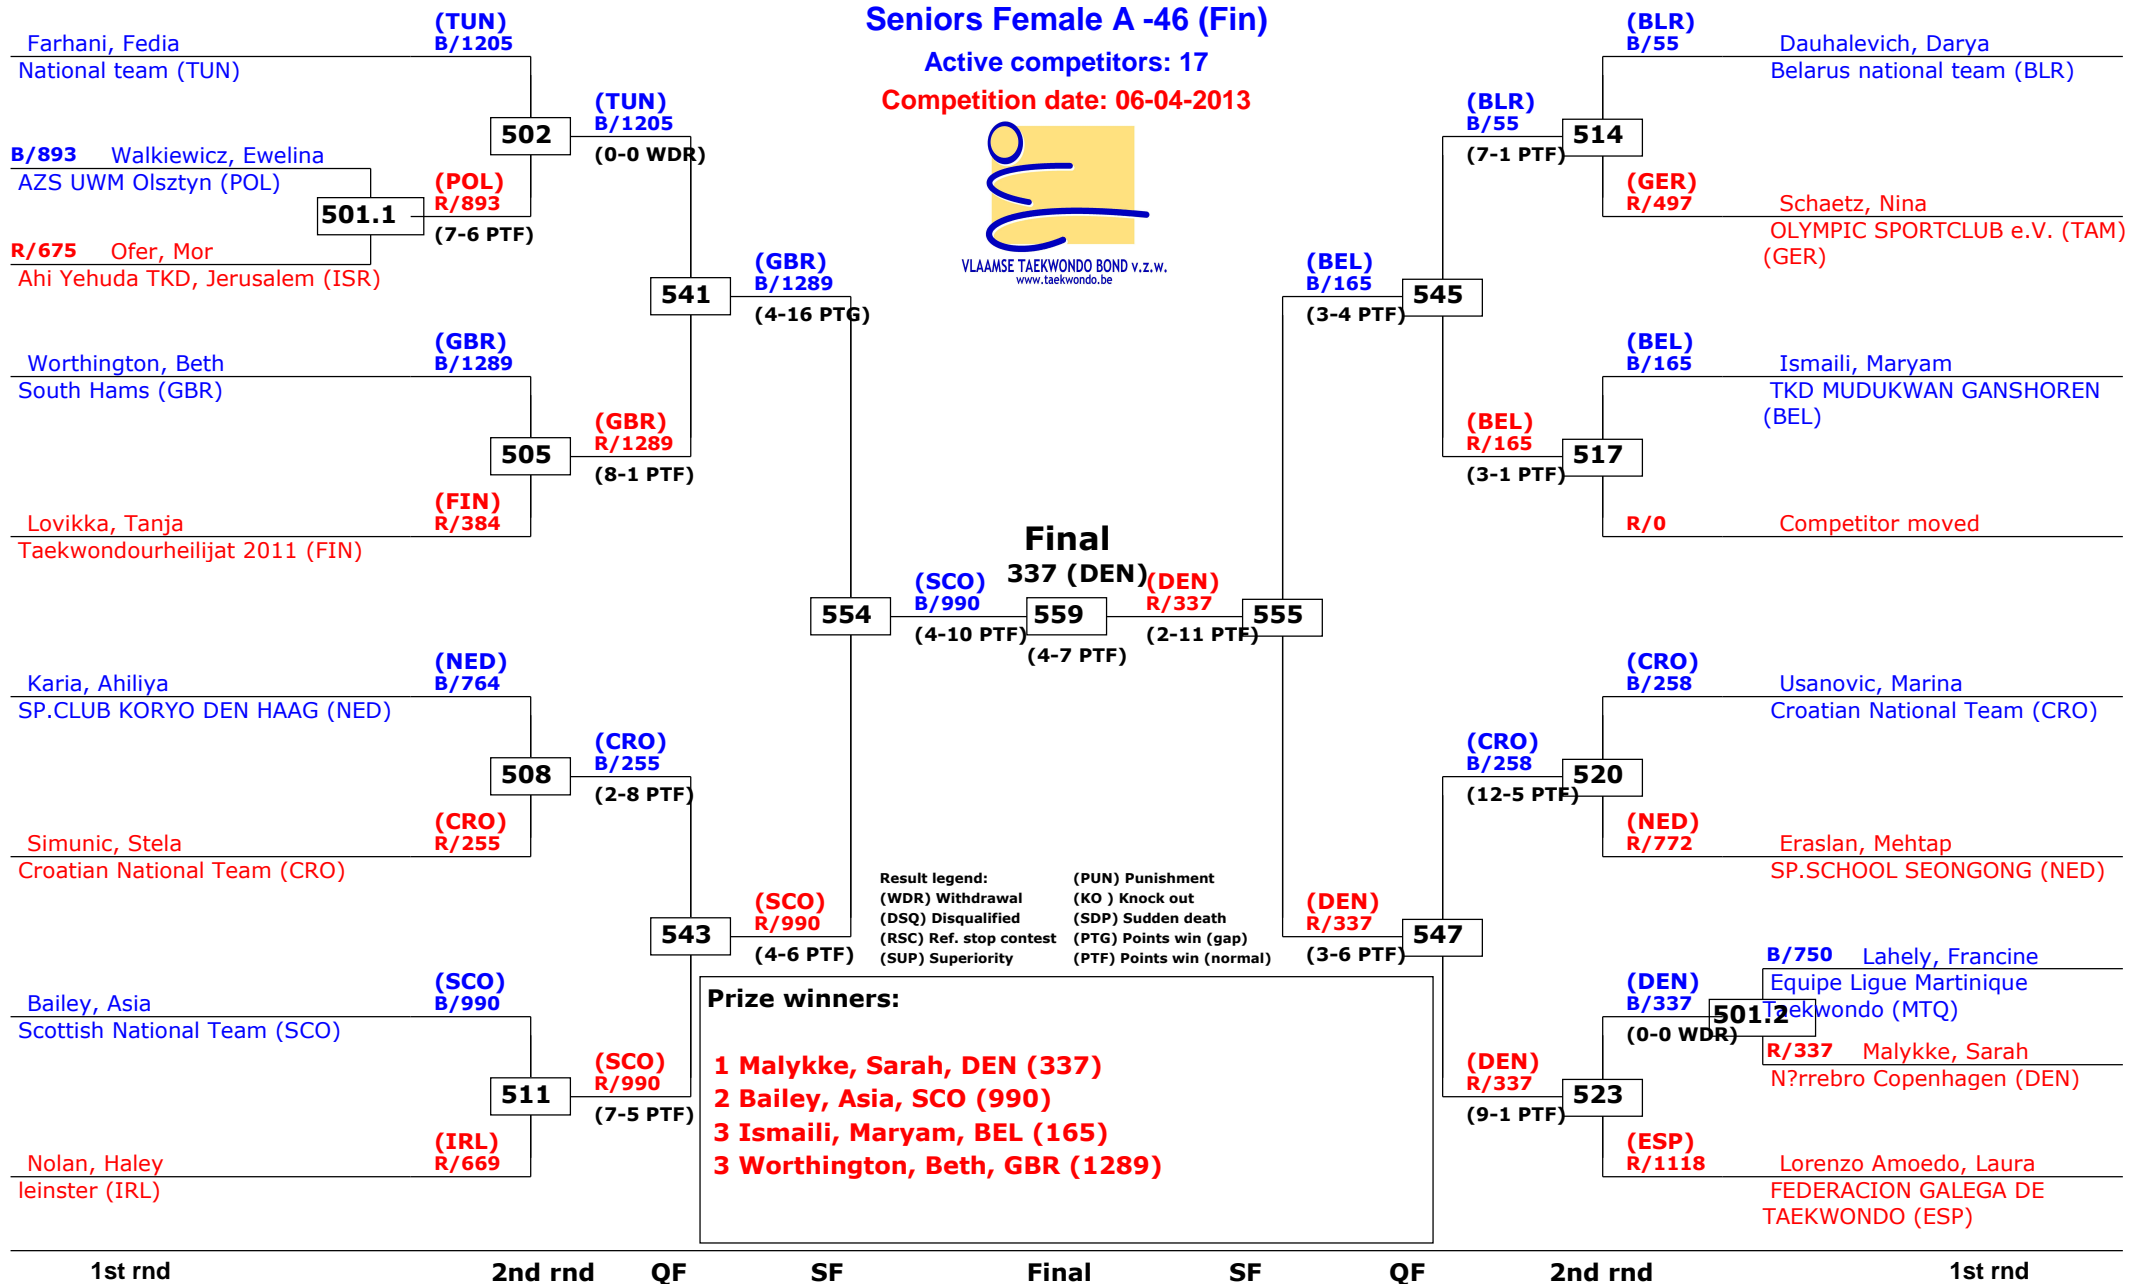 Seniors Female A -46 (Fin)
Active competitors: 17
Competition date: 06-04-2013
VLAAMSE TAEKWONDO BOND v.z.w.
www.taekwondo.be
Farhani, Fedia
National team (TUN)
(TUN)
B/1205
B/893 Walkiewicz, Ewelina
AZS UWM Olsztyn (POL)
R/675 Ofer, Mor
Ahi Yehuda TKD, Jerusalem (ISR)
501.1
(POL)
R/893
(7-6 PTF)
502
(TUN)
B/1205
(0-0 WDR)
Worthington, Beth
South Hams (GBR)
(GBR)
B/1289
Lovikka, Tanja
Taekwondourheilijat 2011 (FIN)
(FIN)
R/384
505
(GBR)
R/1289
(8-1 PTF)
541
(GBR)
B/1289
(4-16 PTG)
Karia, Ahiliya
SP.CLUB KORYO DEN HAAG (NED)
(NED)
B/764
Simunic, Stela
Croatian National Team (CRO)
(CRO)
R/255
508
(CRO)
B/255
(2-8 PTF)
Bailey, Asia
Scottish National Team (SCO)
(SCO)
B/990
Nolan, Haley
leinster (IRL)
(IRL)
R/669
511
(SCO)
R/990
(7-5 PTF)
543
(SCO)
R/990
(4-6 PTF)
554
(SCO)
B/990
(4-10 PTF)
Final
337 (DEN)
559
(4-7 PTF)
(DEN)
R/337
(2-11 PTF)
555
(BEL)
B/165
(3-4 PTF)
545
(BLR)
B/55
(7-1 PTF)
514
(BLR)
B/55
Dauhalevich, Darya
Belarus national team (BLR)
(GER)
R/497
Schaetz, Nina
OLYMPIC SPORTCLUB e.V. (TAM)
(GER)
(BEL)
R/165
(3-1 PTF)
517
(BEL)
B/165
Ismaili, Maryam
TKD MUDUKWAN GANSHOREN
(BEL)
R/0
Competitor moved
(DEN)
R/337
(3-6 PTF)
547
(CRO)
B/258
(12-5 PTF)
520
(CRO)
B/258
Usanovic, Marina
Croatian National Team (CRO)
(NED)
R/772
Eraslan, Mehtap
SP.SCHOOL SEONGONG (NED)
(DEN)
R/337
(9-1 PTF)
523
(DEN)
B/337
(0-0 WDR)
501.2
B/750 Lahely, Francine
Equipe Ligue Martinique
Taekwondo (MTQ)
R/337 Malykke, Sarah
N?rrebro Copenhagen (DEN)
(ESP)
R/1118
Lorenzo Amoedo, Laura
FEDERACION GALEGA DE
TAEKWONDO (ESP)
Result legend: (PUN) Punishment
(WDR) Withdrawal (KO ) Knock out
(DSQ) Disqualified (SDP) Sudden death
(RSC) Ref. stop contest (PTG) Points win (gap)
(SUP) Superiority (PTF) Points win (normal)
Prize winners:
1 Malykke, Sarah, DEN (337)
2 Bailey, Asia, SCO (990)
3 Ismaili, Maryam, BEL (165)
3 Worthington, Beth, GBR (1289)
1st rnd 2nd rnd QF SF Final SF QF 2nd rnd 1st rnd